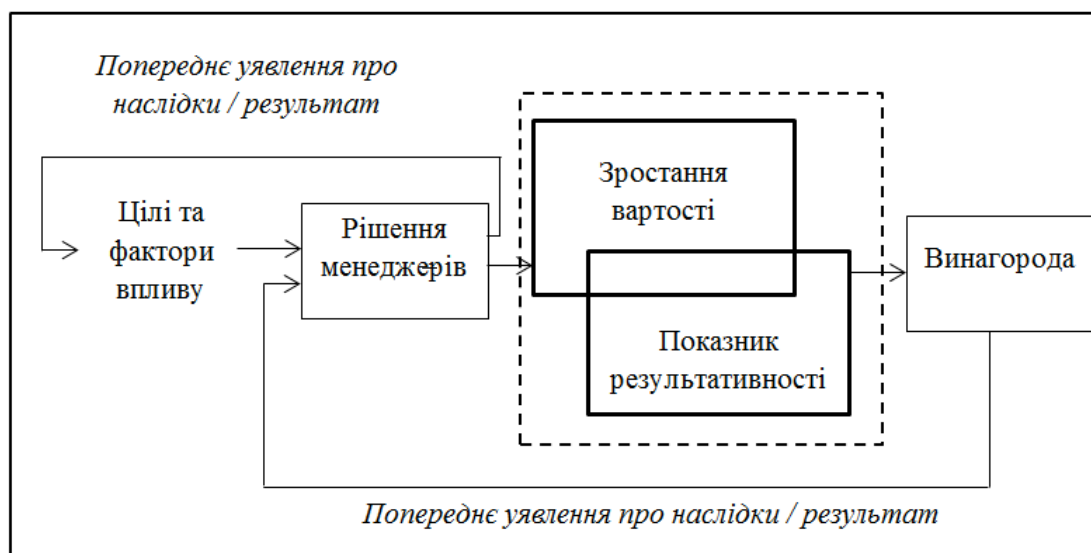 Попереднє уявлення про
наслідки / результат
Цілі та
фактори
впливу
Рішення
менеджерів
Зростання
вартості
Показник
результативності
Винагорода
Попереднє уявлення про наслідки / результат